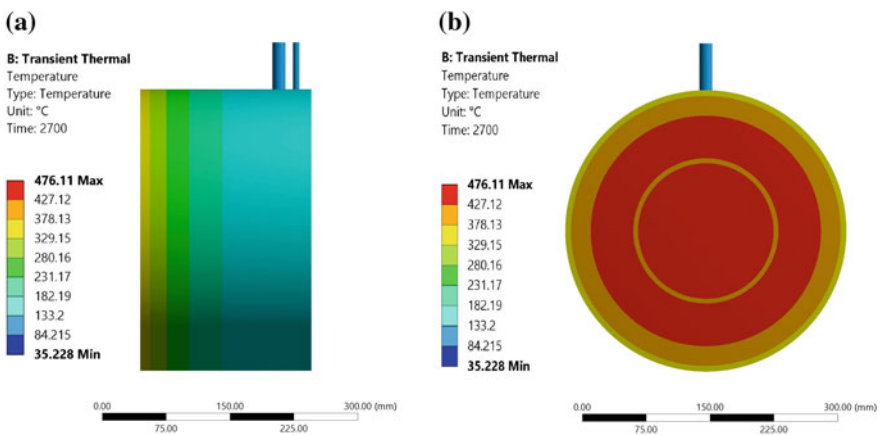 (a)
B: Transient Thermal
Temperature
Type: Temperature
Unit: °C
Time: 2700
476.11 Max
427.12
378.13
329.15
280.16
231.17
182.19
133.2
84.215
35.228 Min
0.00 150.00 300.00 (mm)
75.00 225.00
(b)
B: Transient Thermal
Temperature
Type: Temperature
Unit: °C
Time: 2700
476.11 Max
427.12
378.13
329.15
280.16
231.17
182.19
133.2
84.215
35.228 Min
0.00 150.00 300.00 (mm)
75.00 225.00